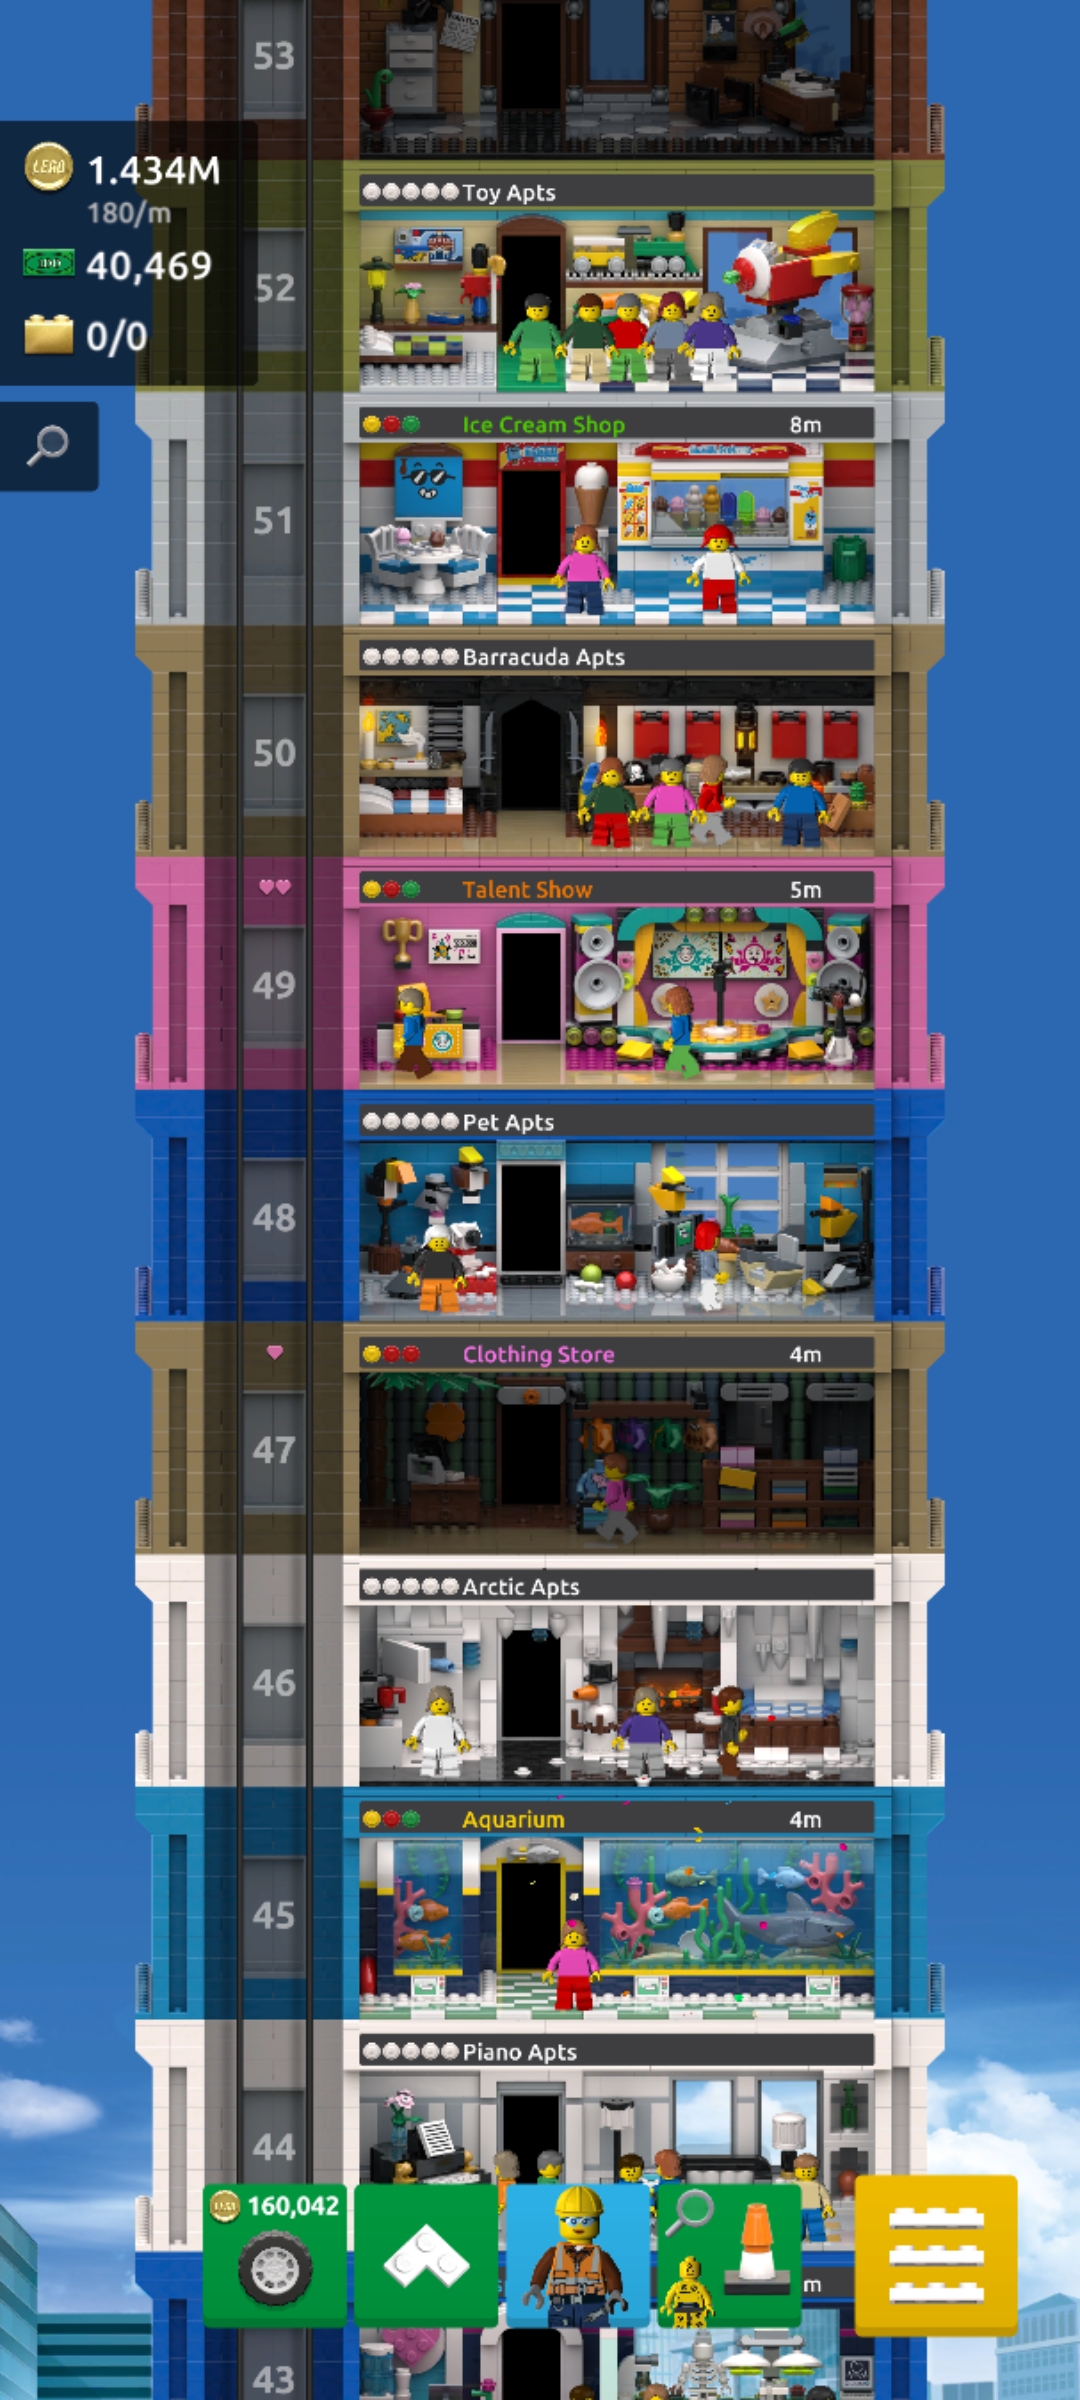 53
LEGO 1.434M
180/m
40,469
0/0
Toy Apts
52
Ice Cream Shop 8m
51
Barracuda Apts
50
Talent Show 5m
49
Pet Apts
48
Clothing Store 4m
47
Arctic Apts
46
Aquarium 4m
45
Piano Apts
44
160,042
m
43